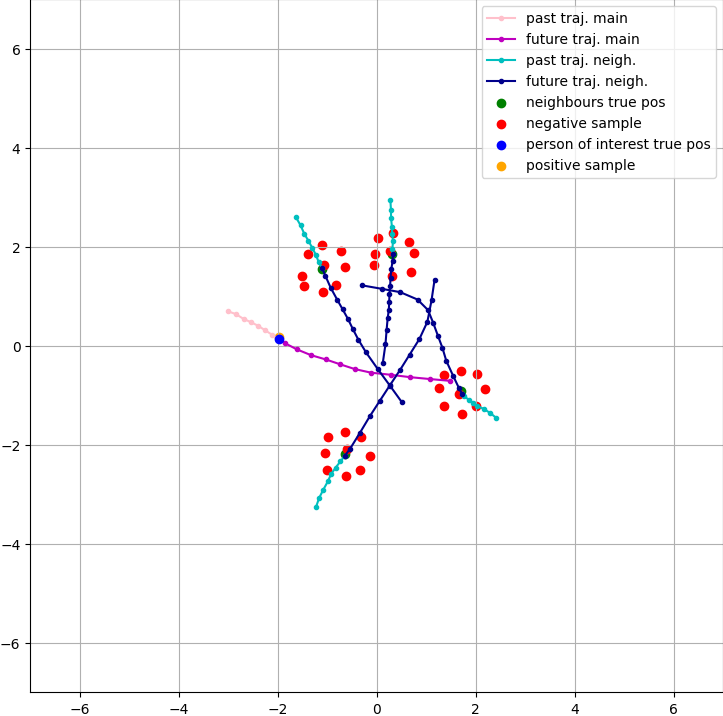 past traj. main
future traj. main
past traj. neigh.
future traj. neigh.
neighbours true pos
negative sample
person of interest true pos
positive sample
6
4
2
0
−2
−4
−6
−6 −4 −2 0 2 4 6